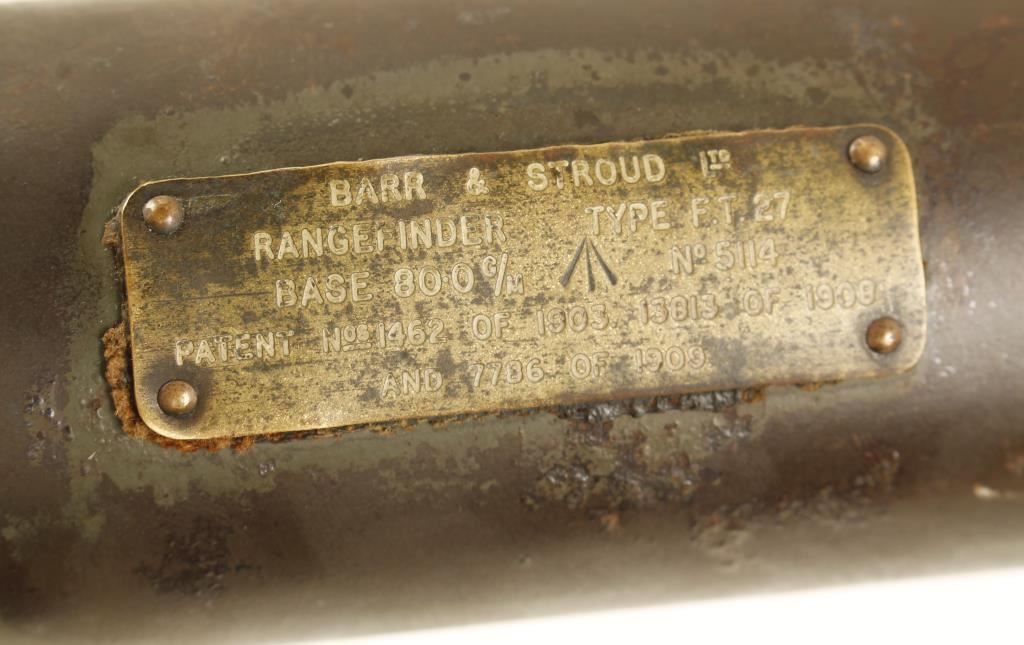 BARR & STROUD LTD
RANGEFINDER TYPE F.T. 27
BASE 80·0 C/M Nº 5114
PATENT Nos 1462 OF 1903. 13813 OF 1908
AND 7786 OF 1909